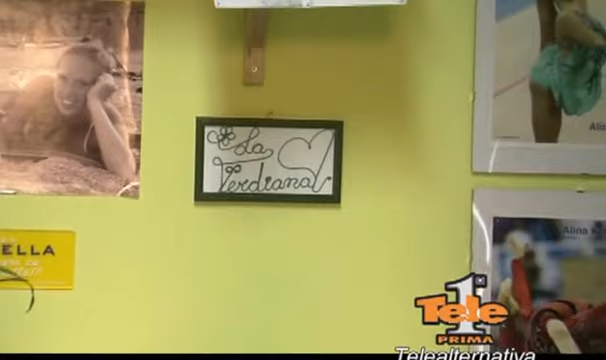 La
Verdiana
ELLA
Alina
Alina K
Tele
1°
PRIMA
Telealternativa